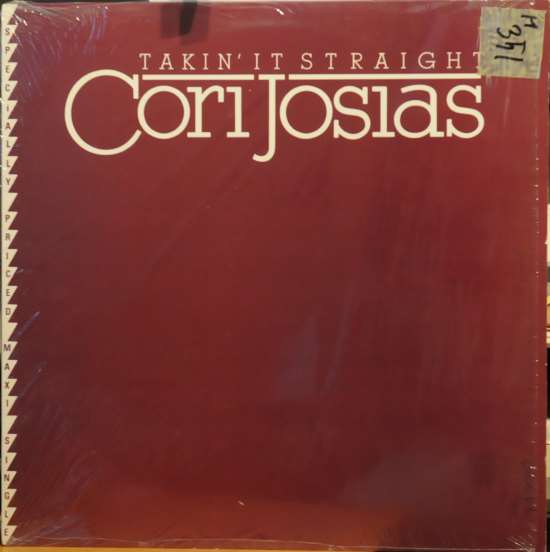 TAKIN' IT STRAIGHT
Cori Josias
SPECIALLY PRICED MAXI SINGLE